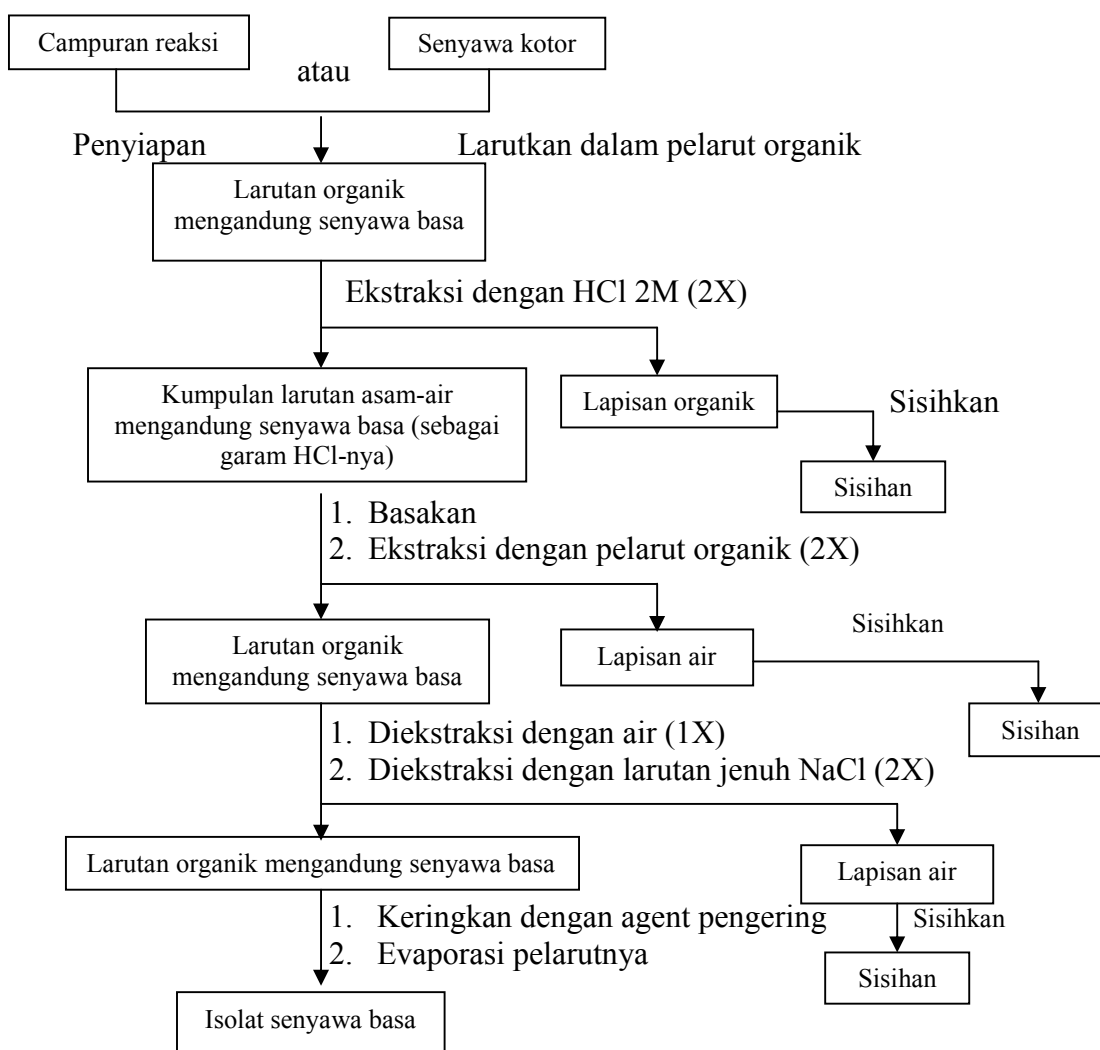 Campuran reaksi
Senyawa kotor
atau
Penyiapan
Larutkan dalam pelarut organik
Larutan organik
mengandung senyawa basa
Ekstraksi dengan HCl 2M (2X)
Kumpulan larutan asam-air
mengandung senyawa basa (sebagai
garam HCl-nya)
Lapisan organik
Sisihkan
Sisihan
1. Basakan
2. Ekstraksi dengan pelarut organik (2X)
Larutan organik
mengandung senyawa basa
Lapisan air
Sisihkan
Sisihan
1. Diekstraksi dengan air (1X)
2. Diekstraksi dengan larutan jenuh NaCl (2X)
Larutan organik mengandung senyawa basa
Lapisan air
1. Keringkan dengan agent pengering
2. Evaporasi pelarutnya
Sisihkan
Sisihan
Isolat senyawa basa